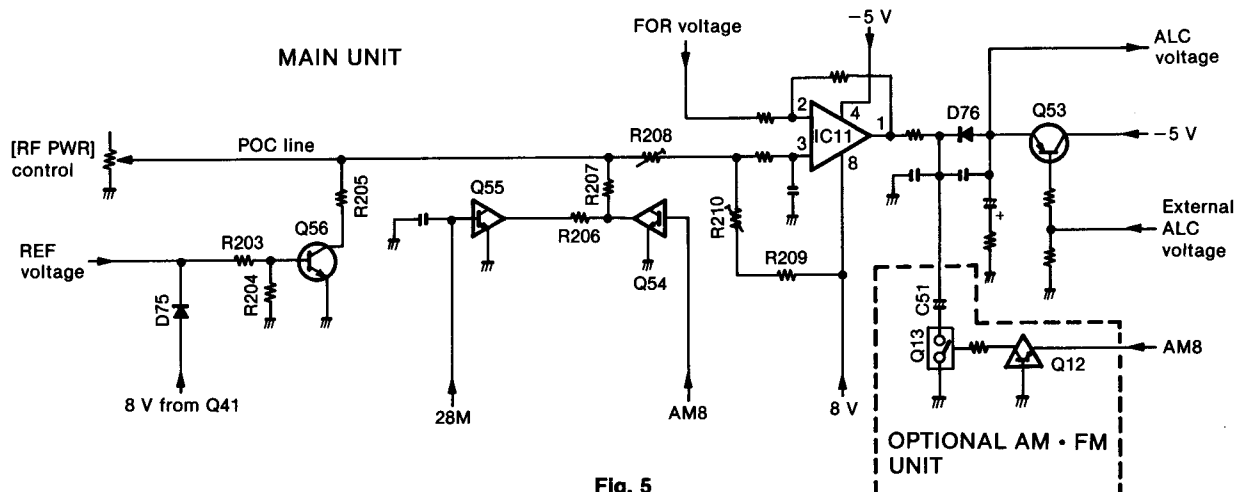 −5 V
FOR voltage
MAIN UNIT
ALC
voltage
2
4
1
D76
Q53
IC11
3
8
−5 V
[RF PWR]
control
POC line
R208
R205
R207
Q55
Q56
R206
R210
R203
REF
voltage
R204
Q54
R209
External
ALC
voltage
+
D75
C51
Q13
Q12
AM8
8 V from Q41
28M
AM8
8 V
OPTIONAL AM • FM
UNIT
Fig. 5